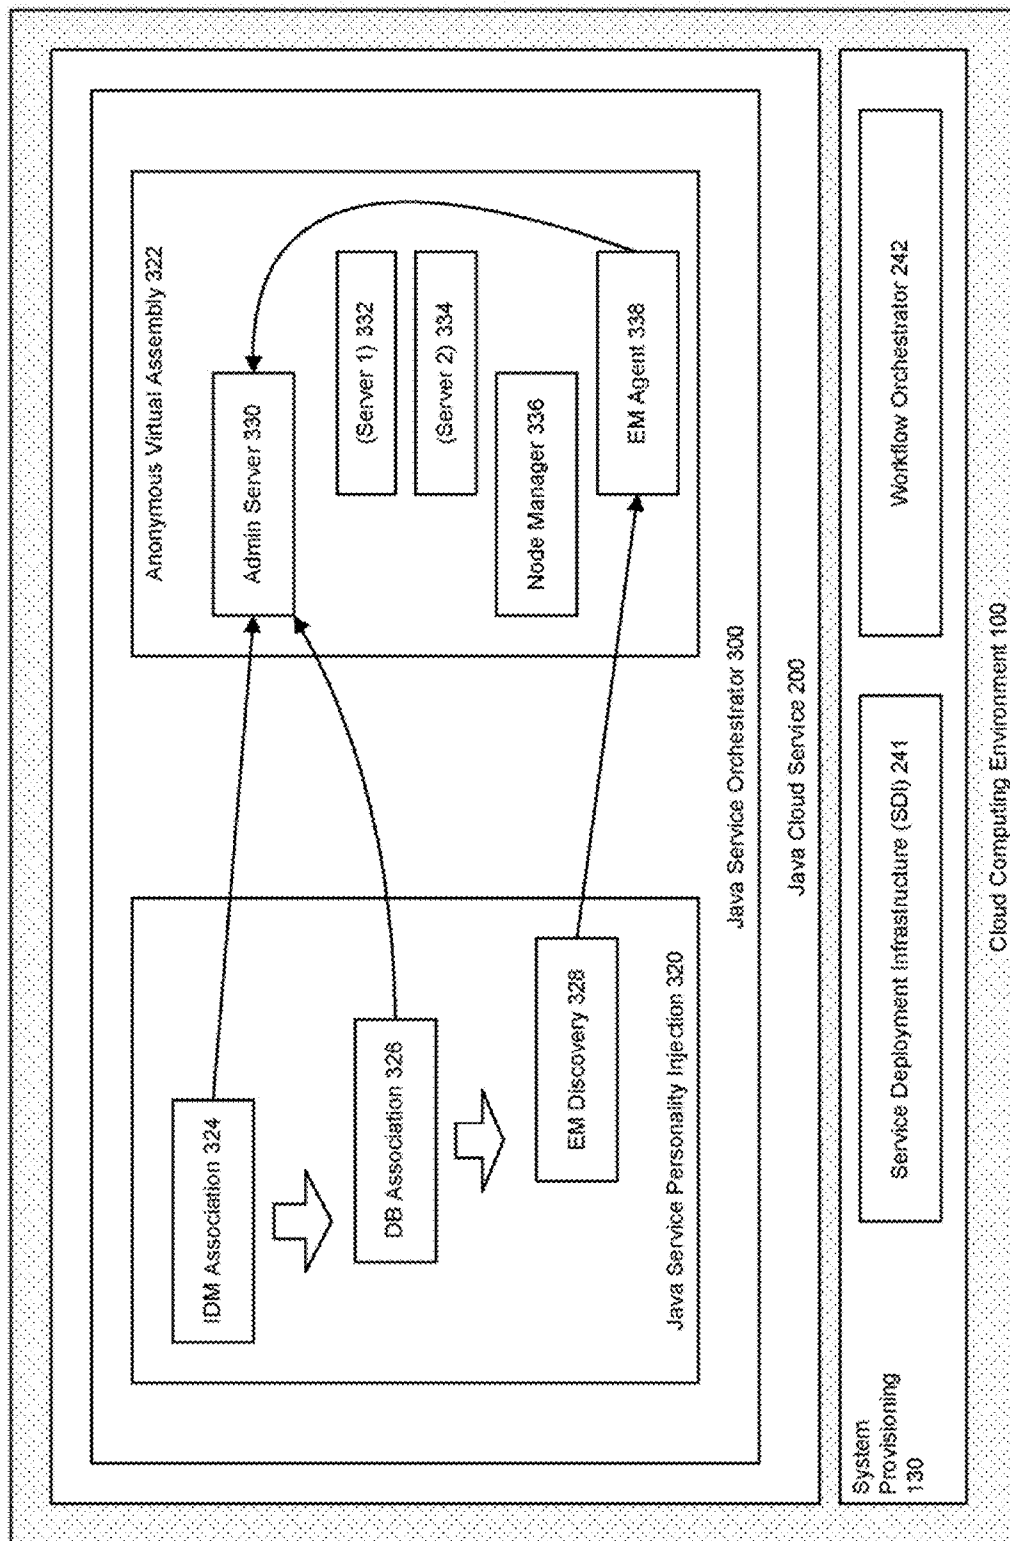 IDM Association 324
DB Association 326
EM Discovery 328
Java Service Personality Injection 320
Anonymous Virtual Assembly 322
Admin Server 330
(Server 1) 332
(Server 2) 334
Node Manager 336
EM Agent 338
Java Service Orchestrator 300
Java Cloud Service 200
System
Provisioning
130
Service Deployment Infrastructure (SDI) 241
Workflow Orchestrator 242
Cloud Computing Environment 100